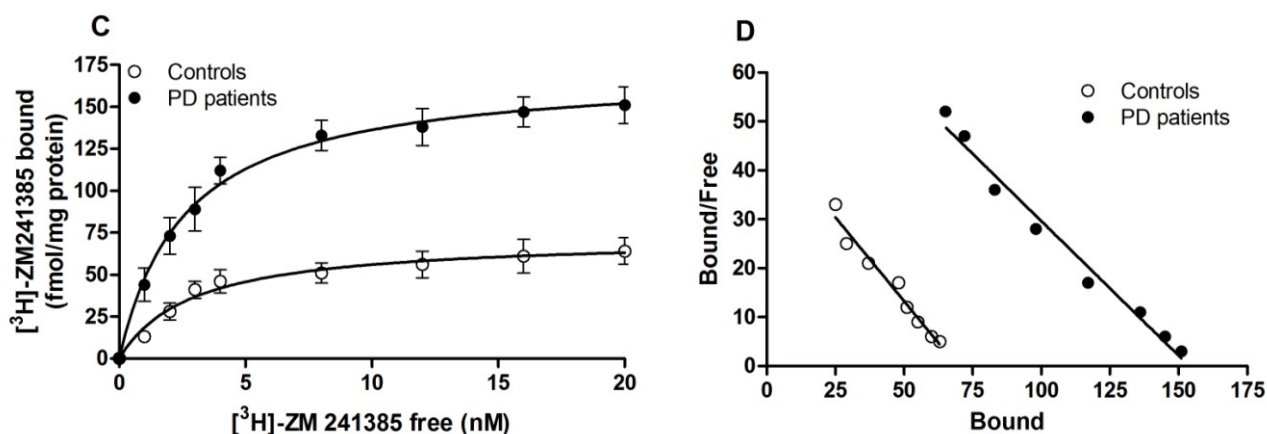 C
Controls
PD patients
[³H]-ZM241385 bound
(fmol/mg protein)
175
150
125
100
75
50
25
0
0
5
10
15
20
[³H]-ZM 241385 free (nM)
D
Controls
PD patients
Bound/Free
60
50
40
30
20
10
0
0
25
50
75
100
125
150
175
Bound